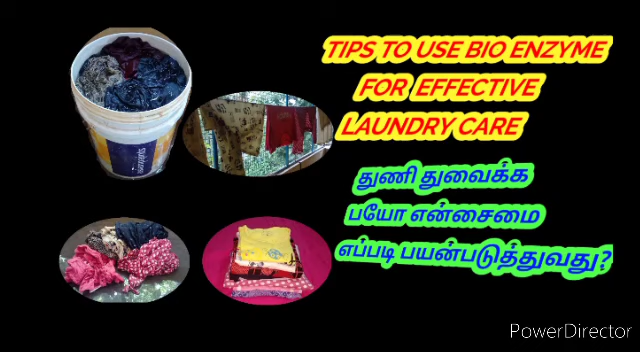 TIPS TO USE BIO ENZYME
FOR EFFECTIVE
LAUNDRY CARE
துணி துவைக்க
பயோ என்சைமை
எப்படி பயன்படுத்துவது?
PowerDirector